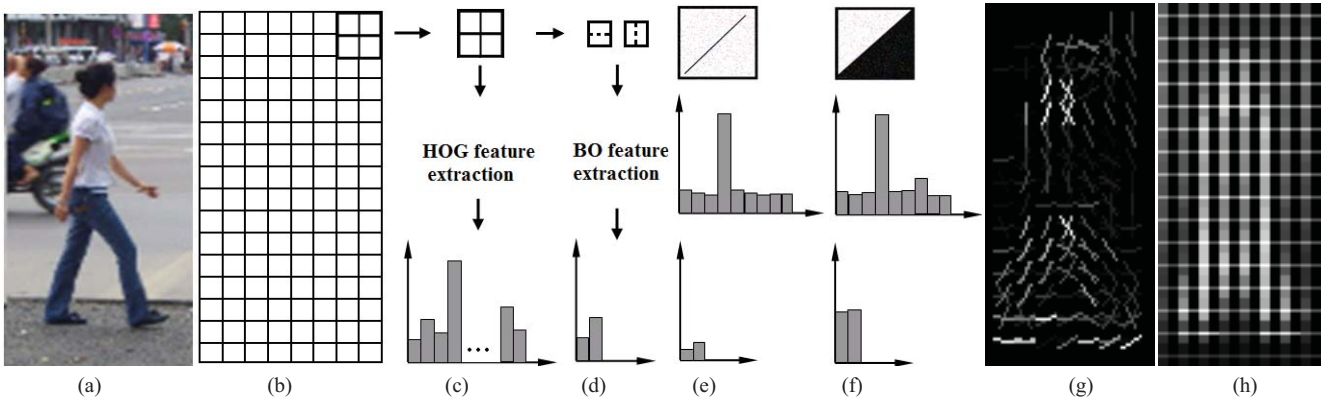 HOG feature
extraction
BO feature
extraction
...
(a)
(b)
(c)
(d)
(e)
(f)
(g)
(h)